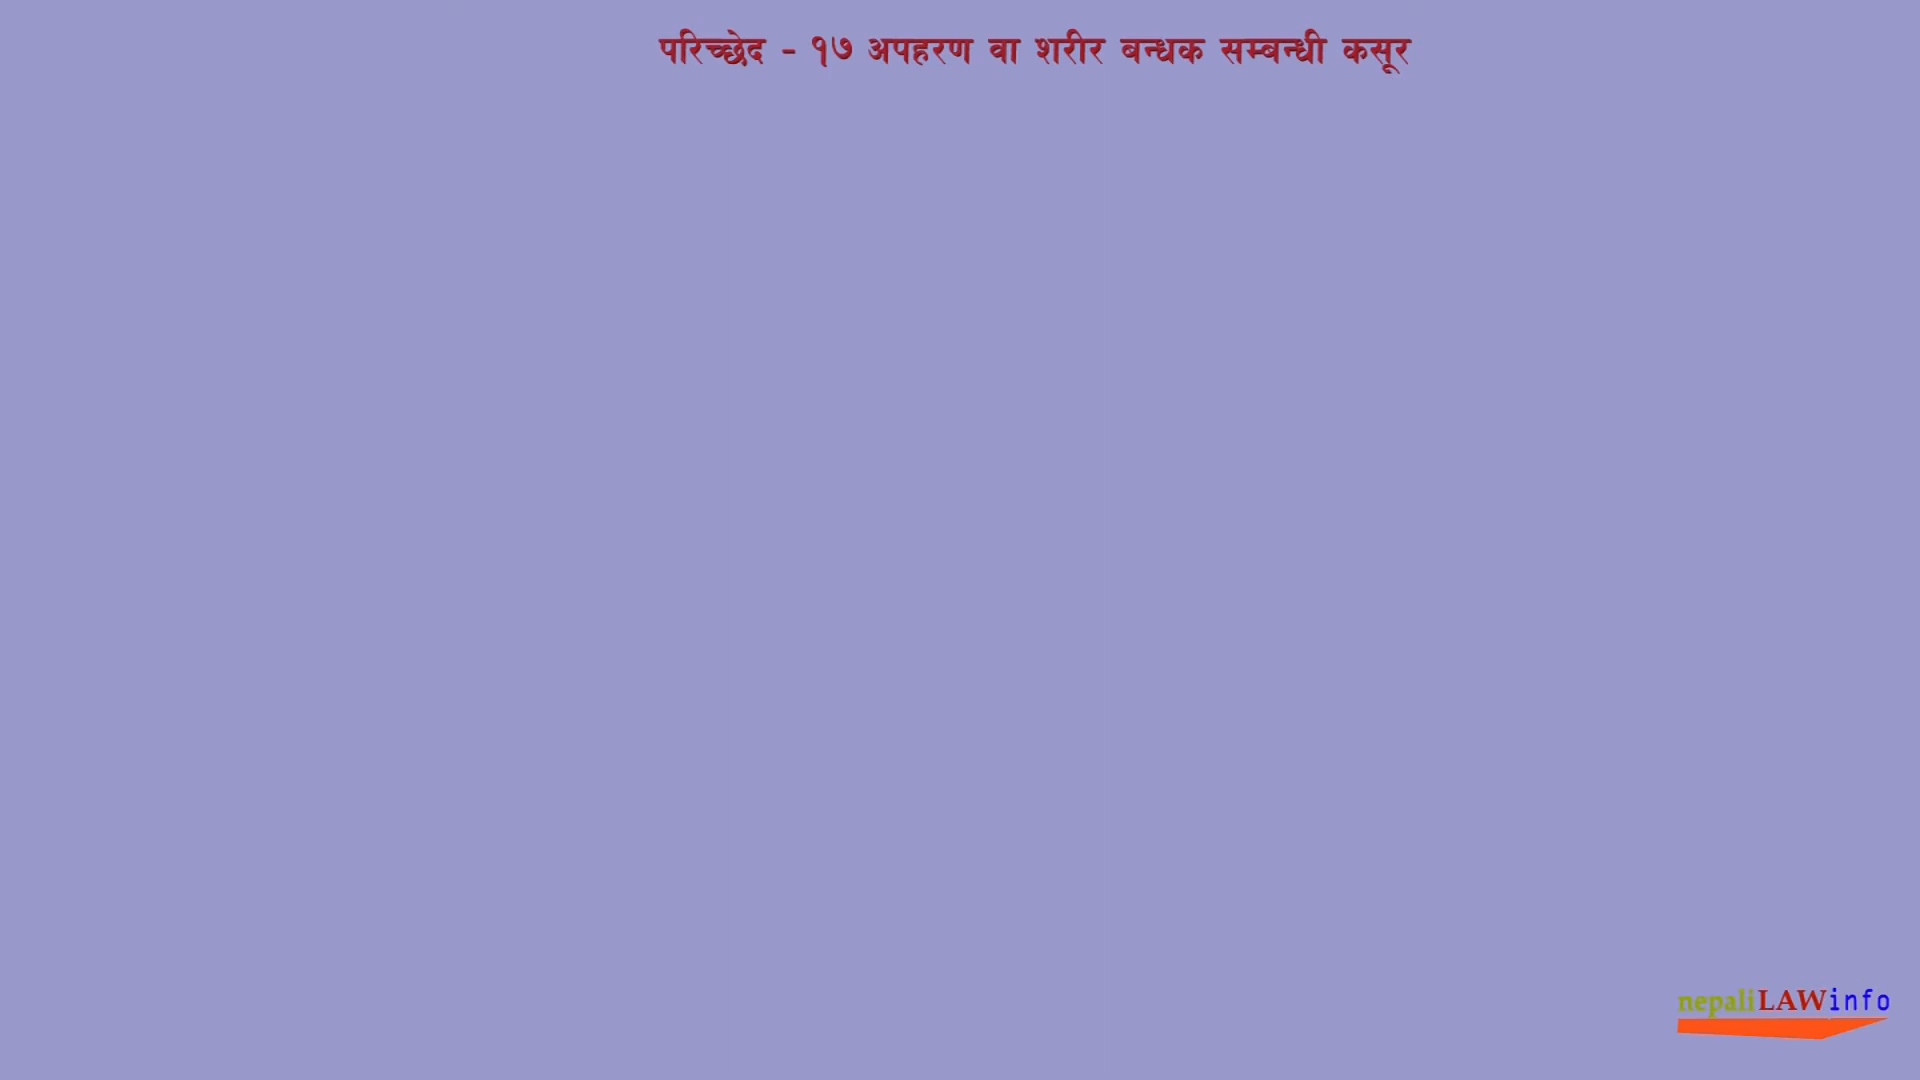 परिच्छेद - १७ अपहरण वा शरीर बन्धक सम्बन्धी कसूर
nepaliLAWinfo